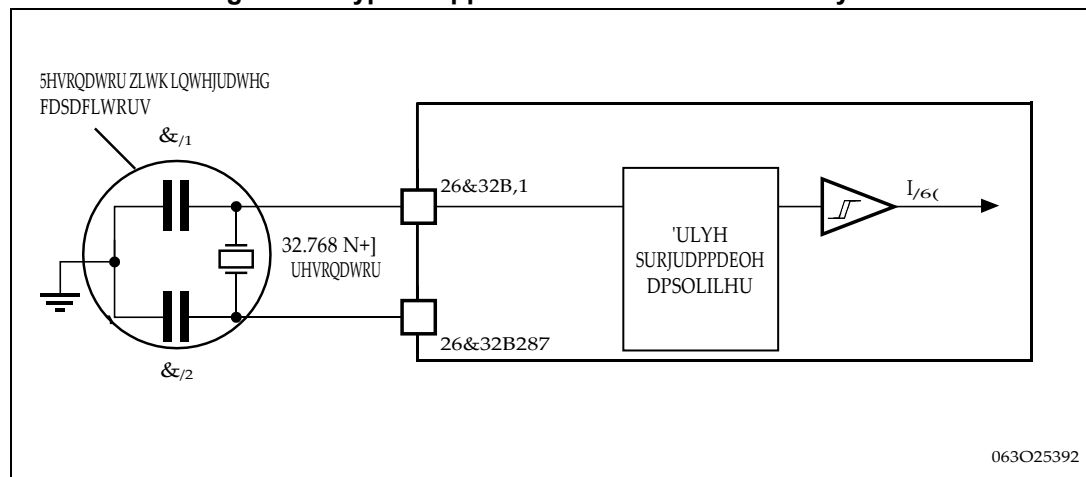 5HVRQDWRU ZLWK LQWHJUDWHG
FDSDFLWRUV
&/1
26&32B,1
I/6(
32.768 N+]
UHVRQDWRU
'ULYH
SURJUDPPDEOH
DPSOLILHU
26&32B287
&/2
063O25392